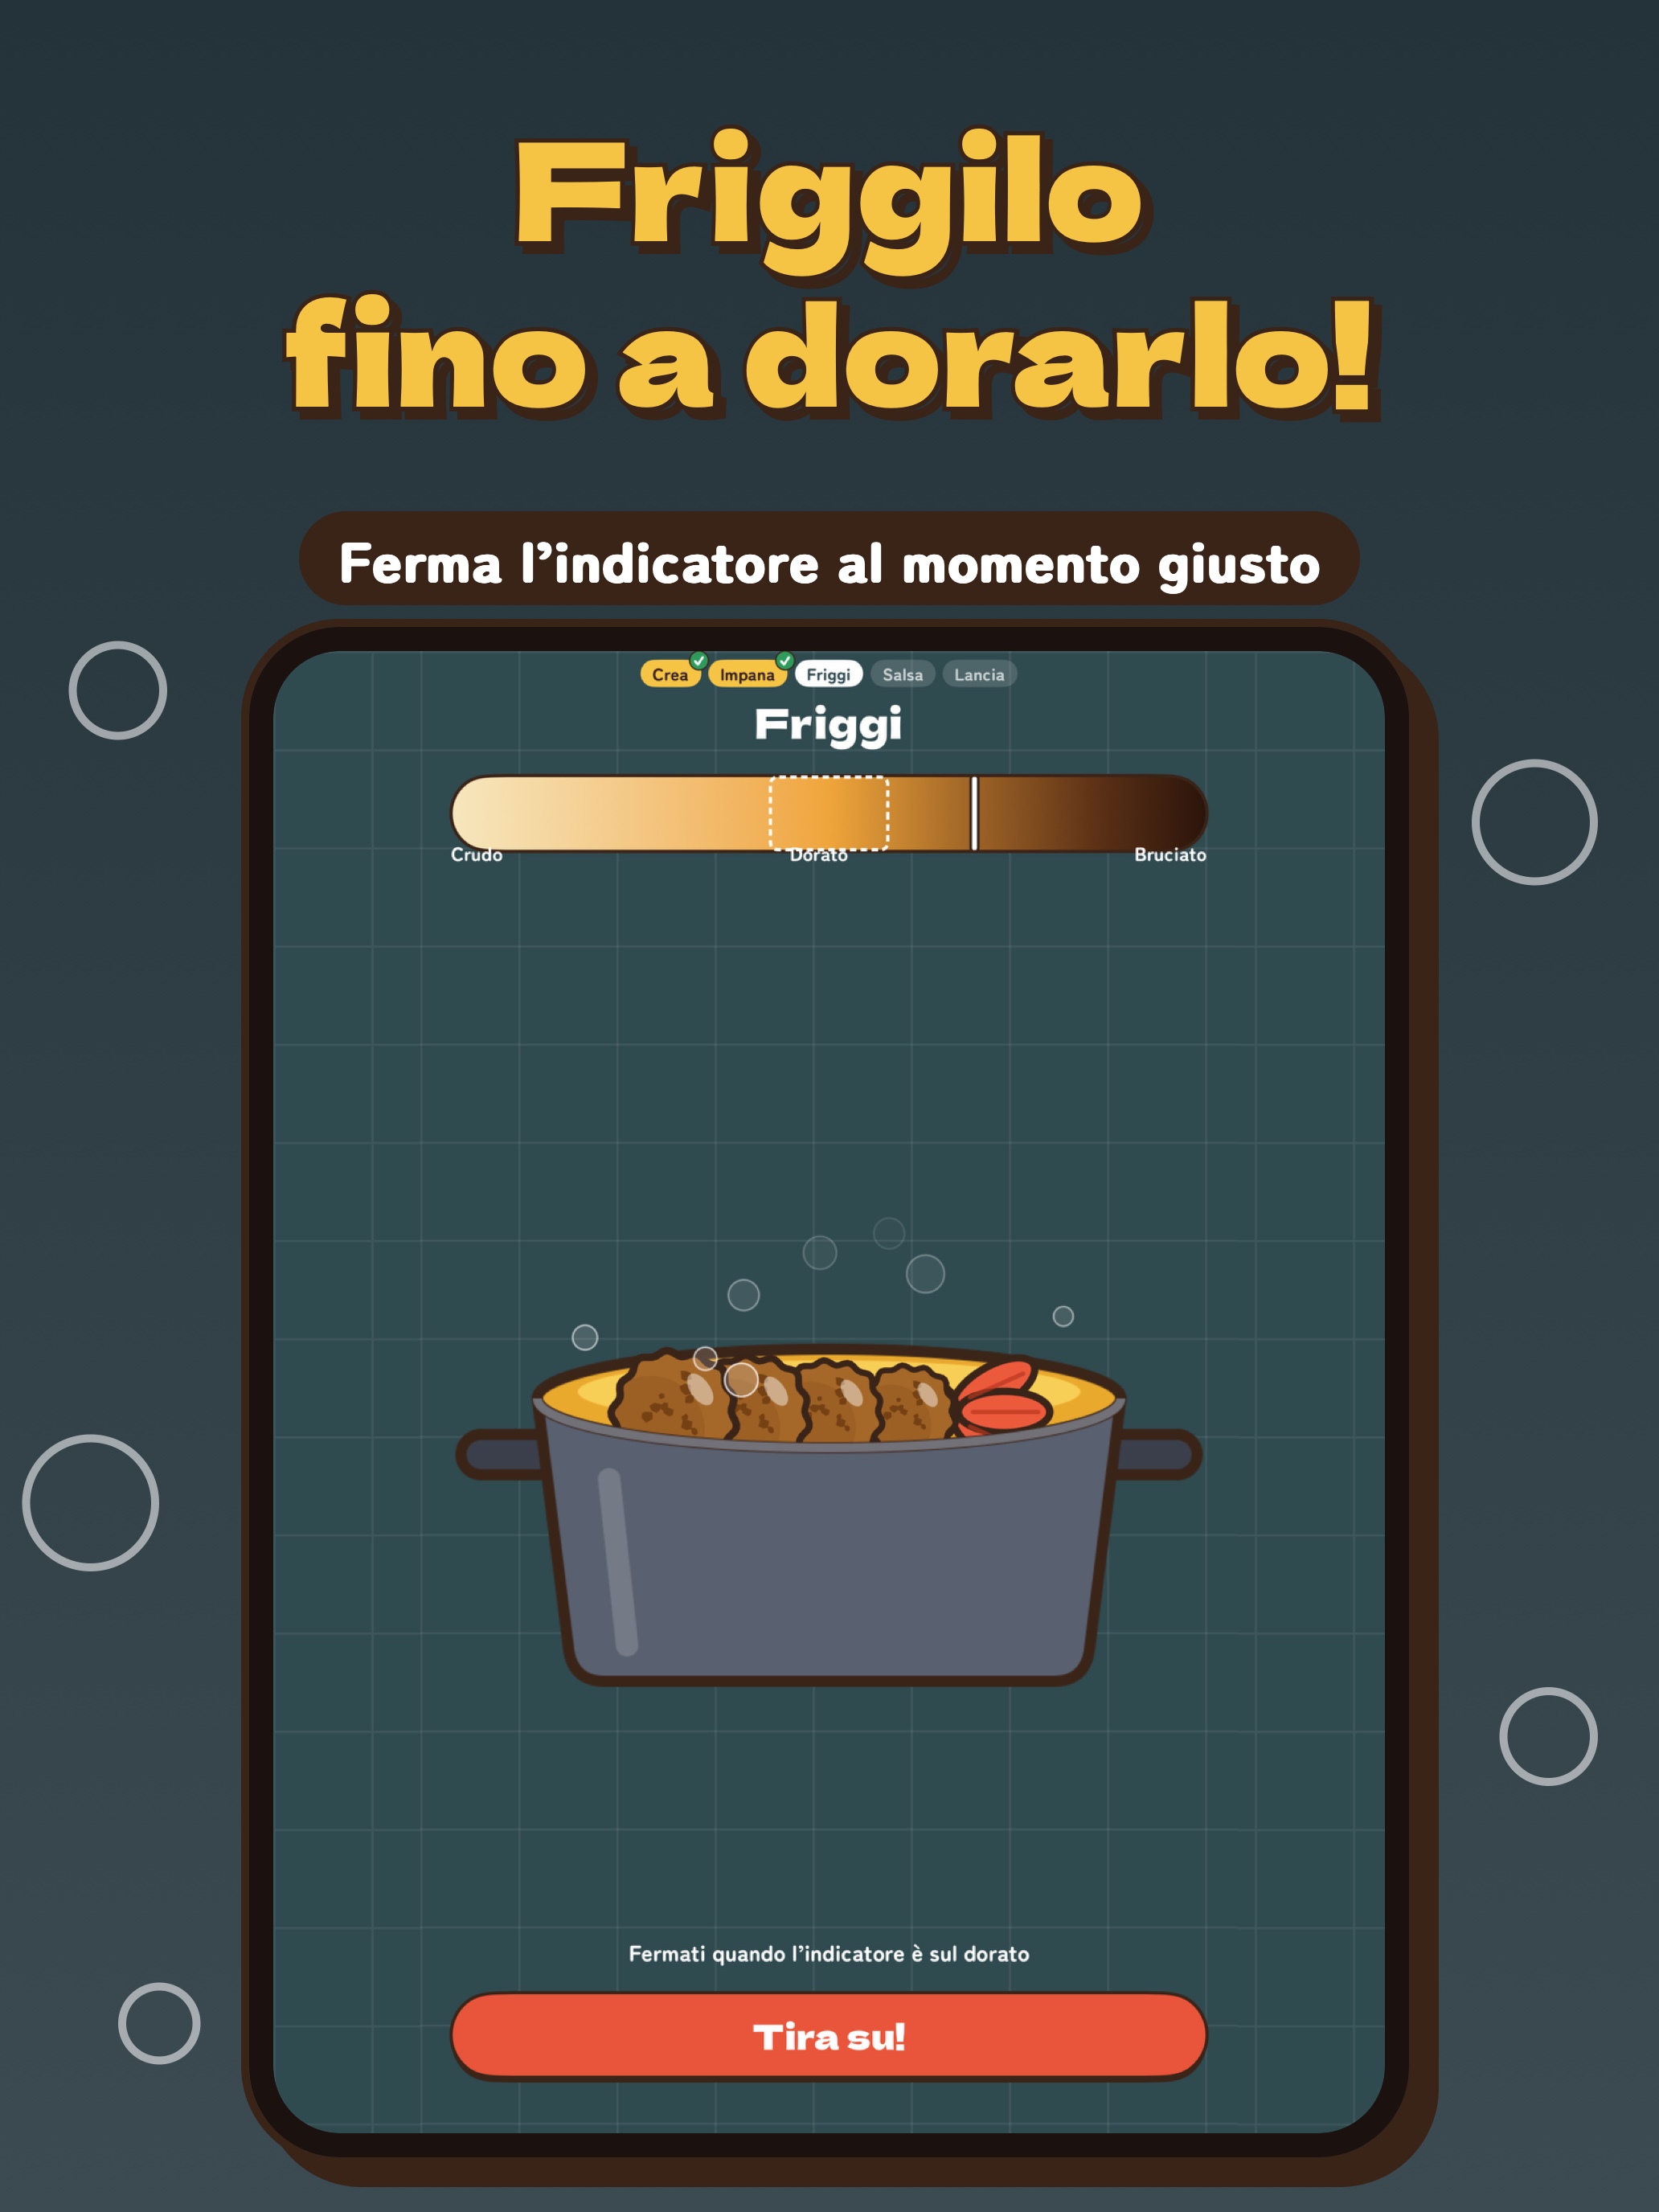 Friggilo
fino a dorarlo!
Ferma l’indicatore al momento giusto
Crea Impana Friggi Salsa Lancia
Friggi
Crudo Dorato Bruciato
Fermati quando l’indicatore è sul dorato
Tira su!